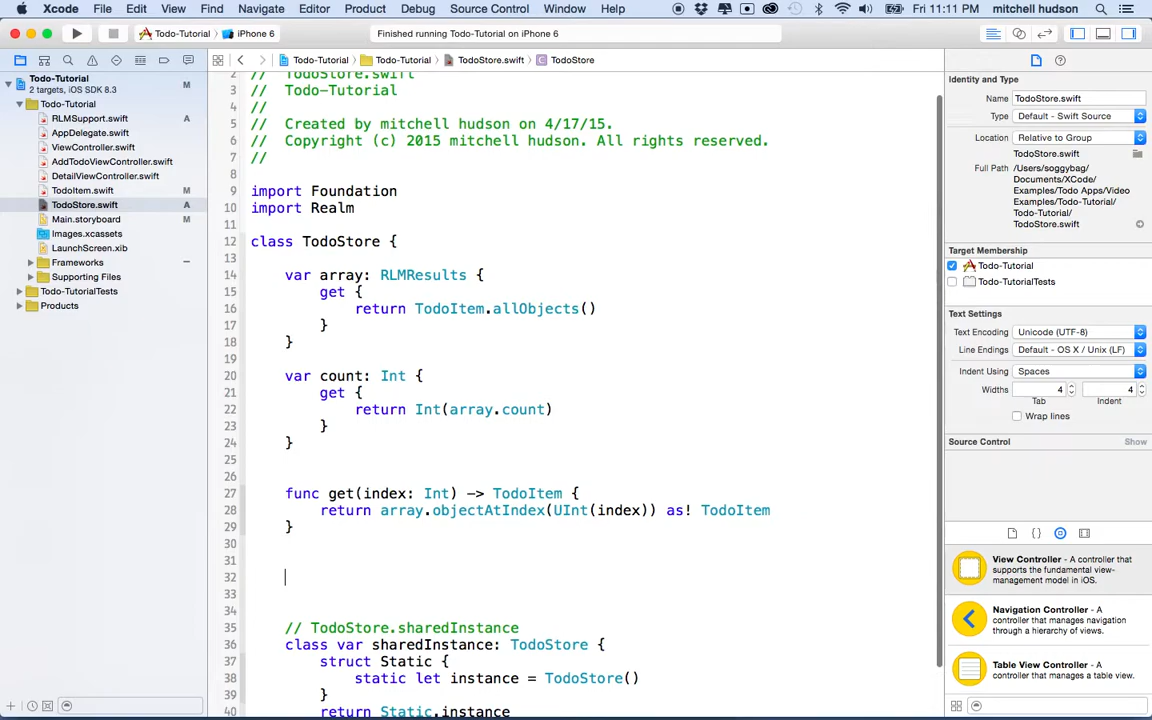 Xcode File Edit View Find Navigate Editor Product Debug Source Control Window Help Fri 11:11 PM mitchell hudson
Todo-Tutorial iPhone 6 Finished running Todo-Tutorial on iPhone 6
Todo-Tutorial Todo-Tutorial TodoStore.swift C TodoStore
Todo-Tutorial M
2 targets, iOS SDK 8.3
Todo-Tutorial
RLMSupport.swift A
AppDelegate.swift
ViewController.swift
AddTodoViewController.swift
DetailViewController.swift
TodoItem.swift M
TodoStore.swift A
Main.storyboard M
Images.xcassets
LaunchScreen.xib
Frameworks
Supporting Files
Todo-TutorialTests
Products
2 // TodoStore.swift
3 // Todo-Tutorial
4 //
5 // Created by mitchell hudson on 4/17/15.
6 // Copyright (c) 2015 mitchell hudson. All rights reserved.
7 //
8
9 import Foundation
10 import Realm
11
12 class TodoStore {
13
14 var array: RLMResults {
15 get {
16 return TodoItem.allObjects()
17 }
18 }
19
20 var count: Int {
21 get {
22 return Int(array.count)
23 }
24 }
25
26
27 func get(index: Int) -> TodoItem {
28 return array.objectAtIndex(UInt(index)) as! TodoItem
29 }
30
31
32
33
34
35 // TodoStore.sharedInstance
36 class var sharedInstance: TodoStore {
37 struct Static {
38 static let instance = TodoStore()
39 }
40 return Static.instance
Identity and Type
Name TodoStore.swift
Type Default - Swift Source
Location Relative to Group
TodoStore.swift
Full Path /Users/soggybag/
Documents/XCode/
Examples/Todo Apps/Video
Examples/Todo-Tutorial/
Todo-Tutorial/
TodoStore.swift
Target Membership
Todo-Tutorial
Todo-TutorialTests
Text Settings
Text Encoding Unicode (UTF-8)
Line Endings Default - OS X / Unix (LF)
Indent Using Spaces
Widths 4 4
Tab Indent
Wrap lines
Source Control Show
View Controller - A controller that
supports the fundamental view-
management model in iOS.
Navigation Controller - A
controller that manages navigation
through a hierarchy of views.
Table View Controller - A
controller that manages a table view.